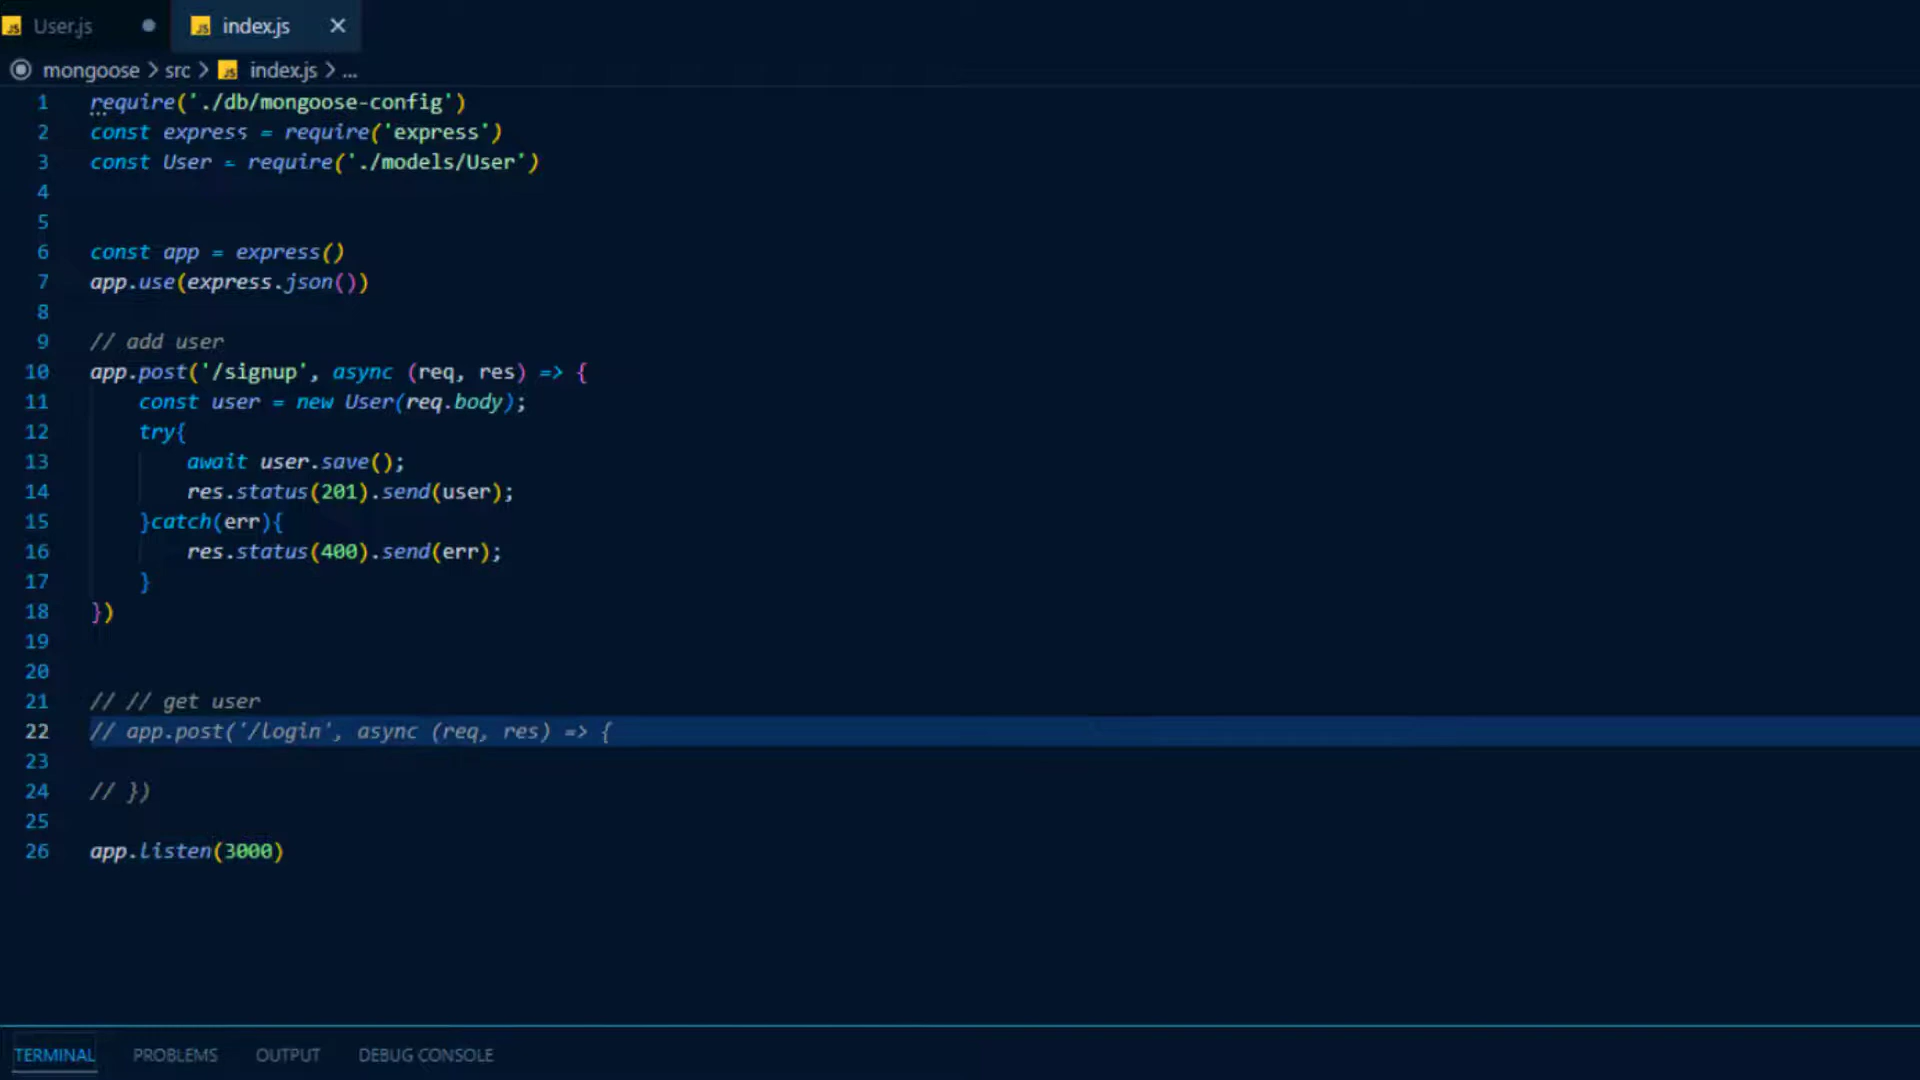 JS User.js ● JS index.js ✕
mongoose > src > JS index.js > ...
1 require('./db/mongoose-config')
2 const express = require('express')
3 const User = require('./models/User')
4
5
6 const app = express()
7 app.use(express.json())
8
9 // add user
10 app.post('/signup', async (req, res) => {
11     const user = new User(req.body);
12     try{
13         await user.save();
14         res.status(201).send(user);
15     }catch(err){
16         res.status(400).send(err);
17     }
18 })
19
20
21 // // get user
22 // app.post('/login', async (req, res) => {
23
24 // })
25
26 app.listen(3000)
TERMINAL PROBLEMS OUTPUT DEBUG CONSOLE